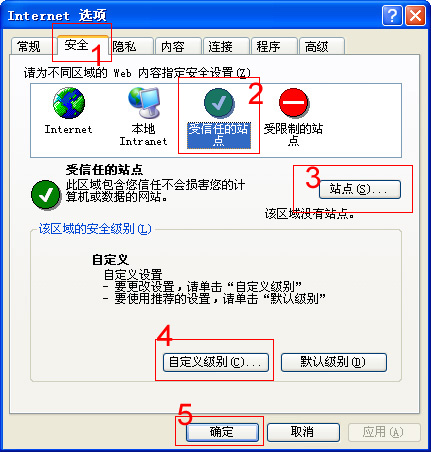 Internet 选项
常规 安全 隐私 内容 连接 程序 高级
1
请为不同区域的 Web 内容指定安全设置(Z)
2
Internet 本地 Intranet 受信任的站点 受限制的站点
受信任的站点
3
此区域包含您信任不会损害您的计
算机或数据的网站。
站点(S)...
该区域没有站点。
该区域的安全级别(L)
自定义
自定义设置
- 要更改设置，请单击“自定义级别”
- 要使用推荐的设置，请单击“默认级别”
4
自定义级别(C)... 默认级别(D)
5
确定 取消 应用(A)